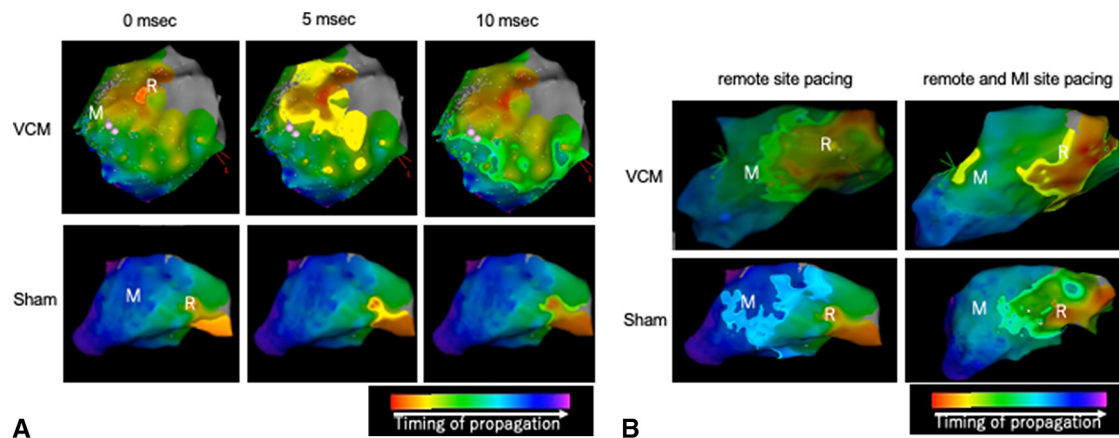 0 msec 5 msec 10 msec
VCM
R
M
Sham
M
R
Timing of propagation
A
remote site pacing remote and MI site pacing
VCM
R
M
R
M
Sham
M
R
M
R
Timing of propagation
B